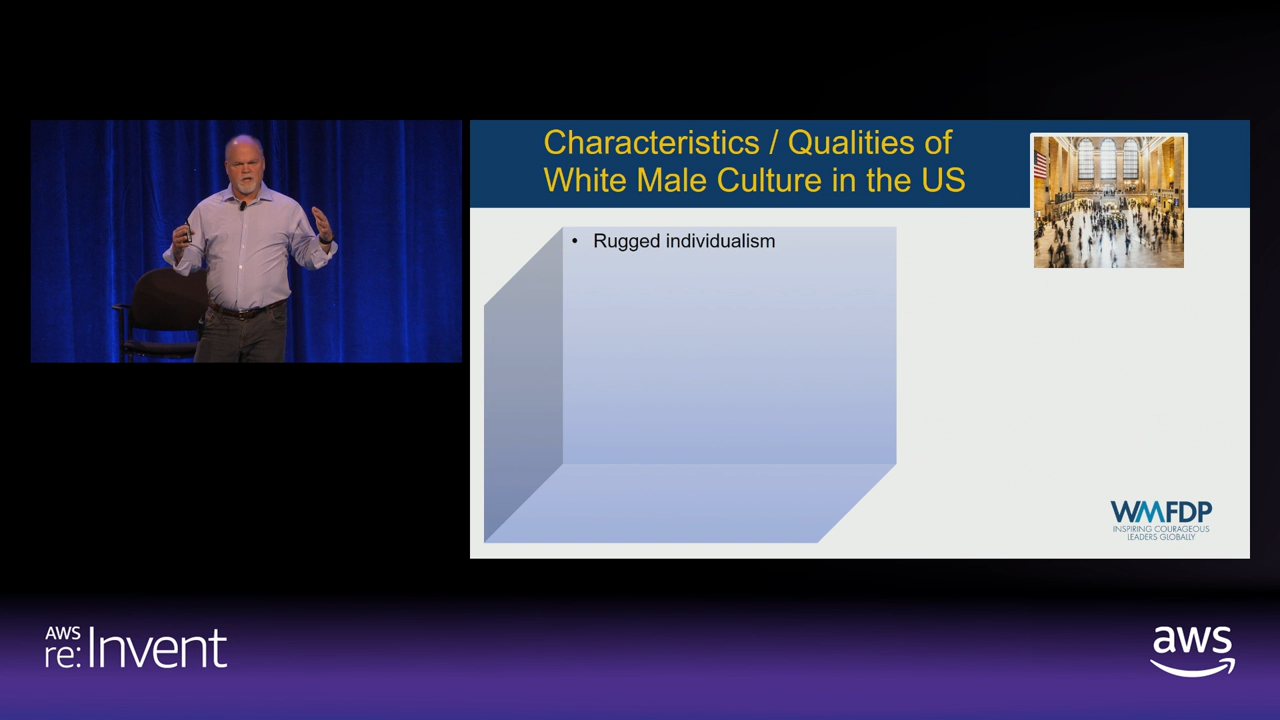 Characteristics / Qualities of
White Male Culture in the US
• Rugged individualism
WMFDP
INSPIRING COURAGEOUS
LEADERS GLOBALLY
AWS
re:Invent
aws